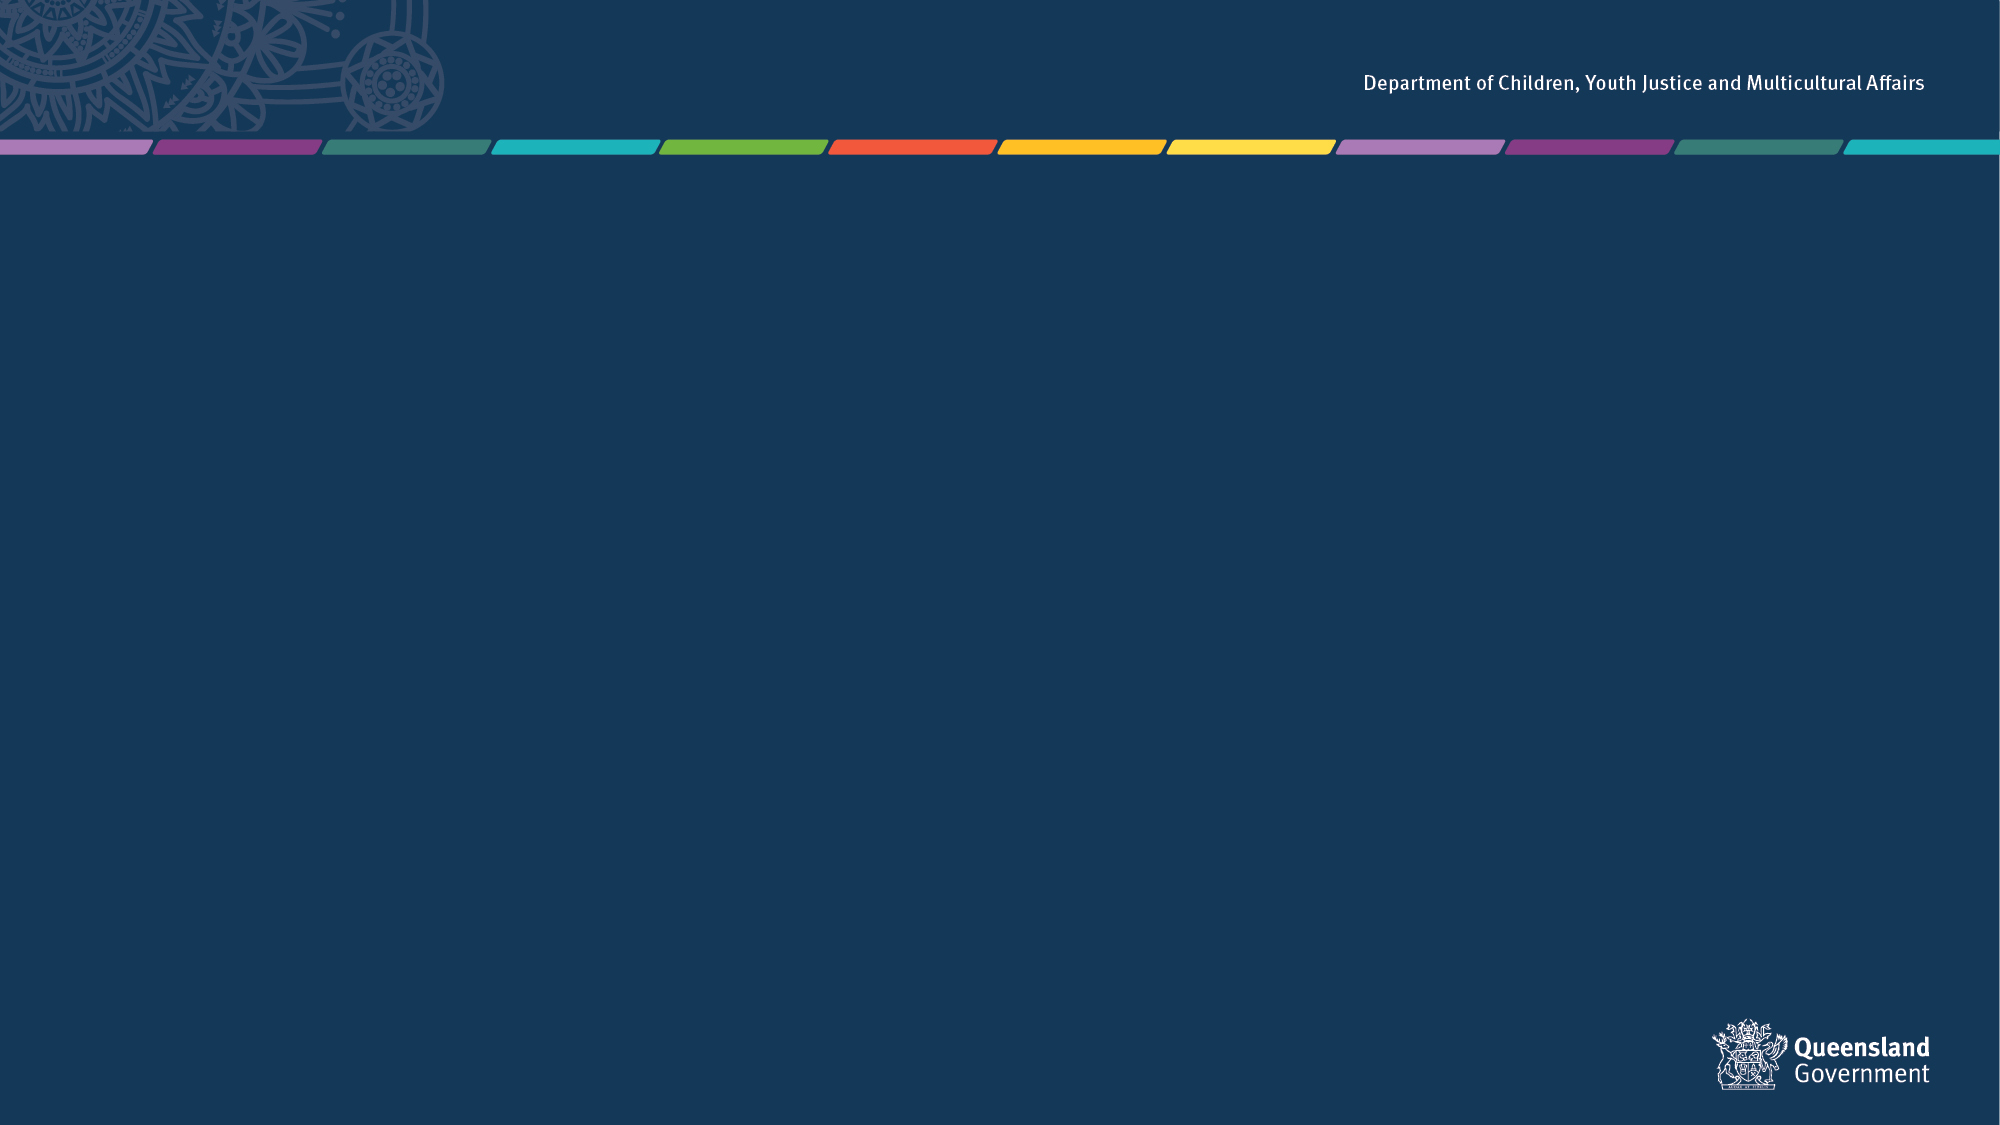 Department of Children, Youth Justice and Multicultural Affairs
Queensland
Government